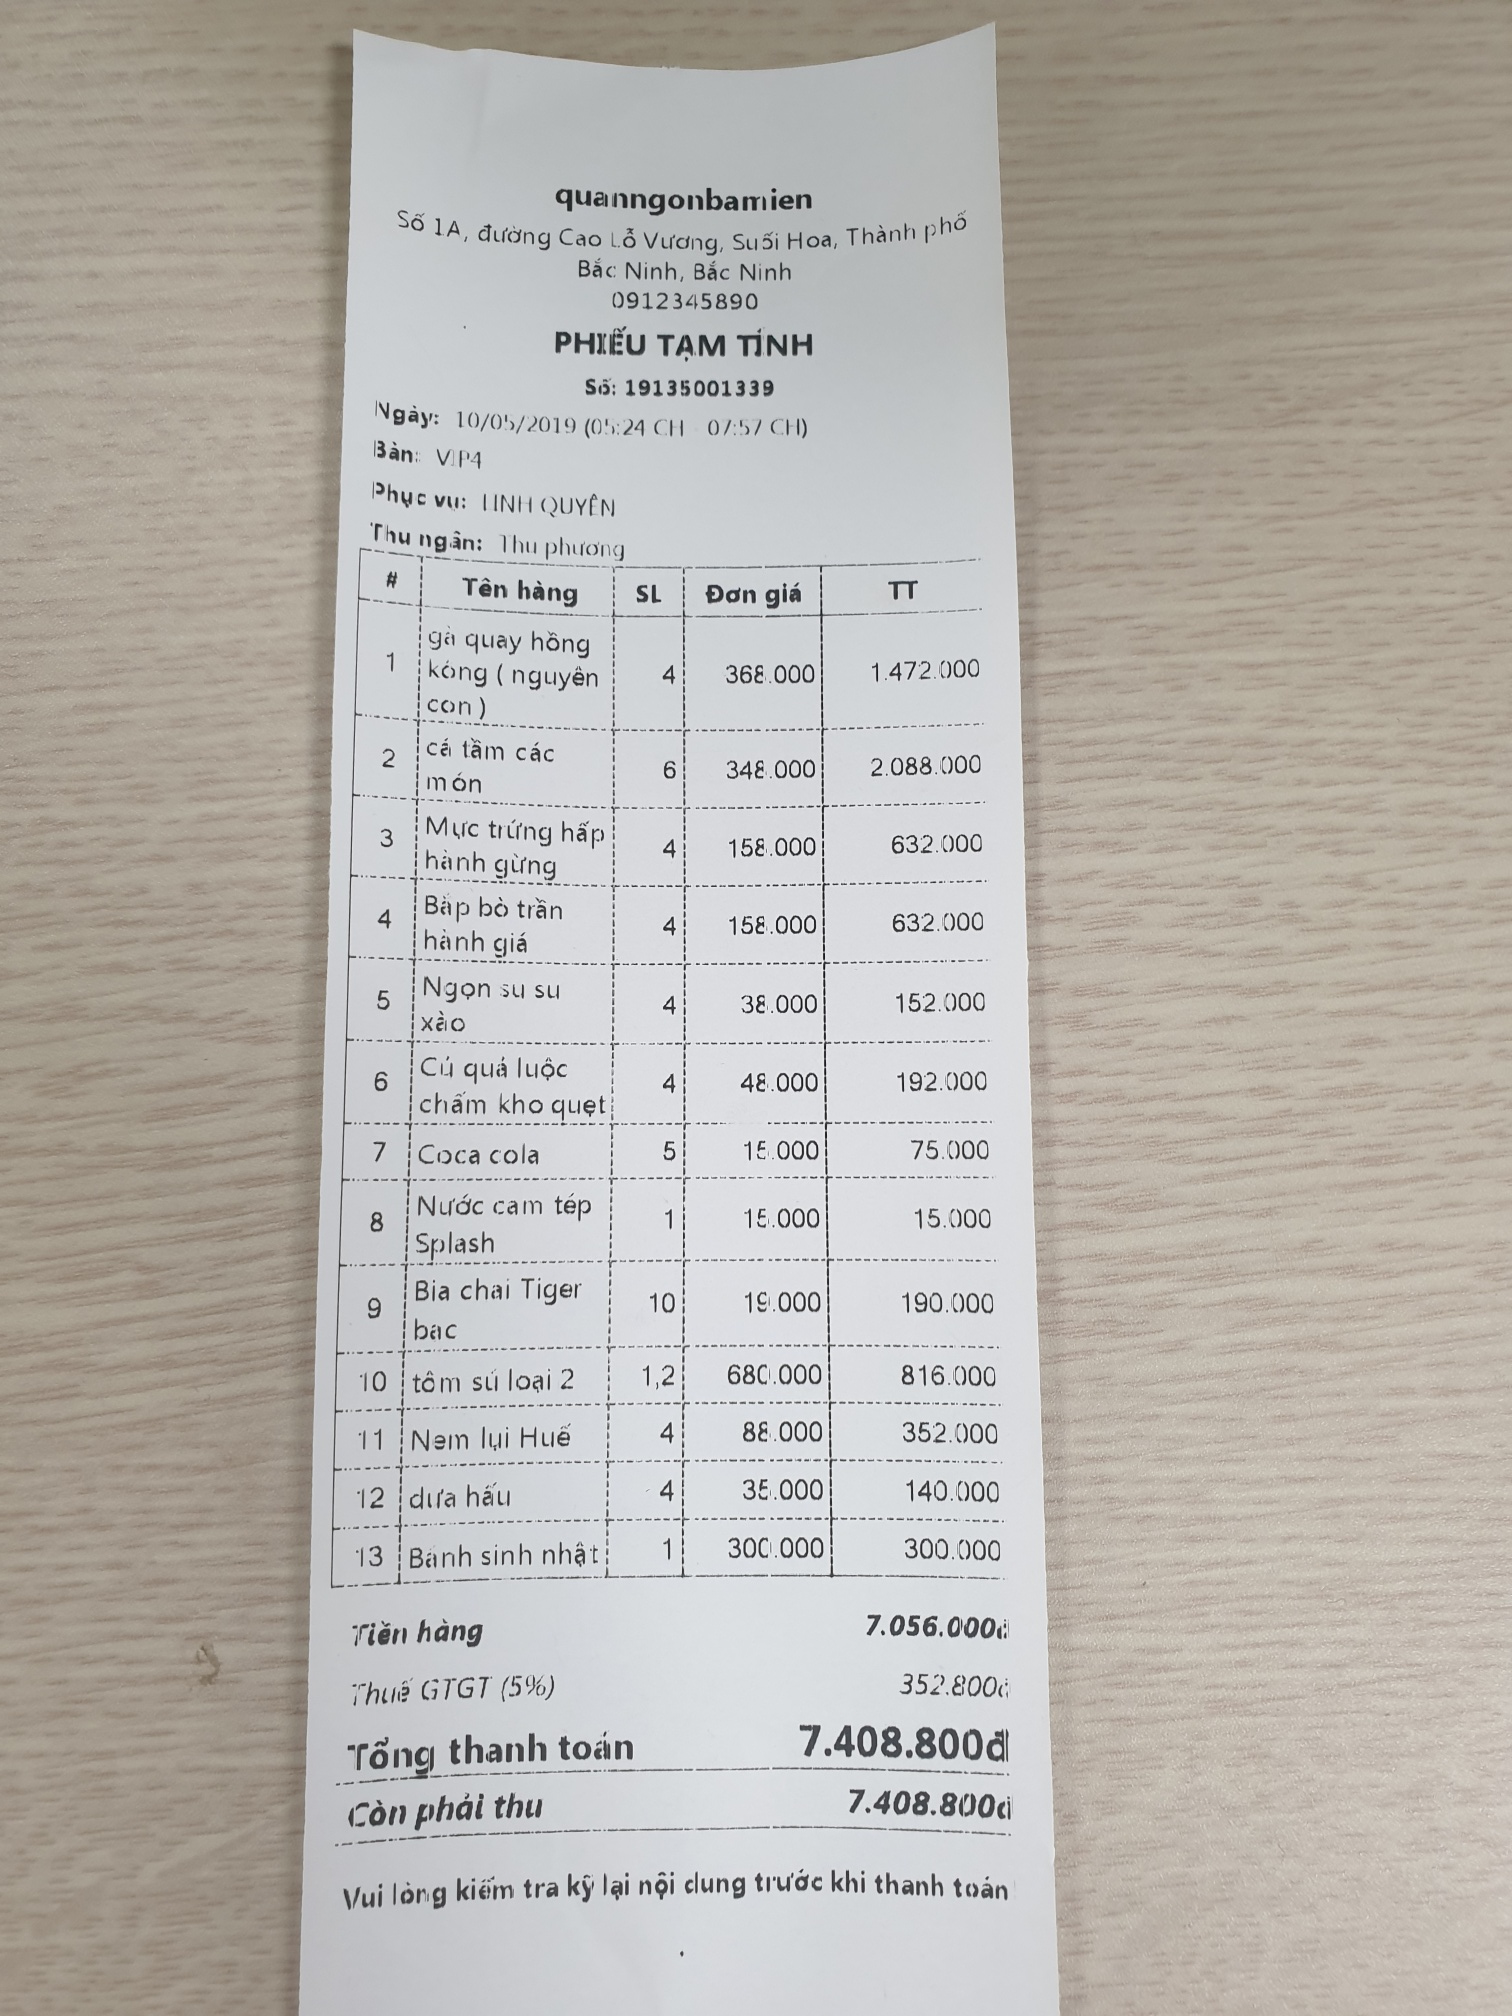 quanngonbamien
Số 1A, đường Cao Lỗ Vương, Suối Hoa, Thành phố
Bắc Ninh, Bắc Ninh
0912345890
PHIẾU TẠM TÍNH
Số: 19135001339
Ngày: 10/05/2019 (05:24 CH - 07:57 CH)
Bàn: VIP4
Phục vụ: LINH QUYÊN
Thu ngân: Thu phương
# Tên hàng SL Đơn giá TT
gà quay hồng
1 kông ( nguyên 4 368.000 1.472.000
con )
2 cá tầm các 6 348.000 2.088.000
món
3 Mực trứng hấp 4 158.000 632.000
hành gừng
4 Bắp bò trần 4 158.000 632.000
hành giá
5 Ngọn su su 4 38.000 152.000
xào
6 Củ quả luộc 4 48.000 192.000
chấm kho quẹt
7 Coca cola 5 15.000 75.000
8 Nước cam tép 1 15.000 15.000
Splash
9 Bia chai Tiger 10 19.000 190.000
bac
10 tôm sú loại 2 1,2 680.000 816.000
11 Nem lụi Huế 4 88.000 352.000
12 dưa hấu 4 35.000 140.000
13 Bánh sinh nhật 1 300.000 300.000
Tiền hàng 7.056.000đ
Thuế GTGT (5%) 352.800đ
Tổng thanh toán 7.408.800đ
Còn phải thu 7.408.800đ
Vui lòng kiểm tra kỹ lại nội dung trước khi thanh toán